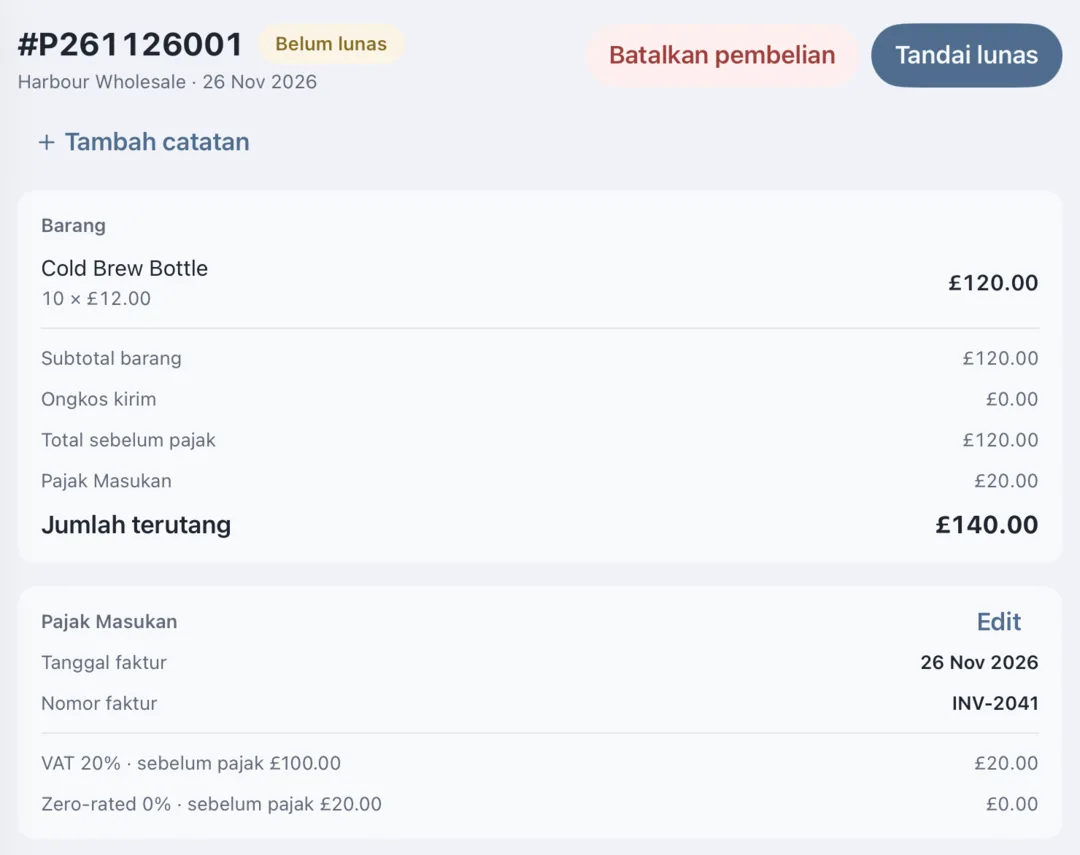 #P261126001 Belum lunas Batalkan pembelian Tandai lunas
Harbour Wholesale · 26 Nov 2026
+ Tambah catatan
Barang
Cold Brew Bottle
10 × £12.00 £120.00
Subtotal barang £120.00
Ongkos kirim £0.00
Total sebelum pajak £120.00
Pajak Masukan £20.00
Jumlah terutang £140.00
Pajak Masukan Edit
Tanggal faktur 26 Nov 2026
Nomor faktur INV-2041
VAT 20% · sebelum pajak £100.00 £20.00
Zero-rated 0% · sebelum pajak £20.00 £0.00